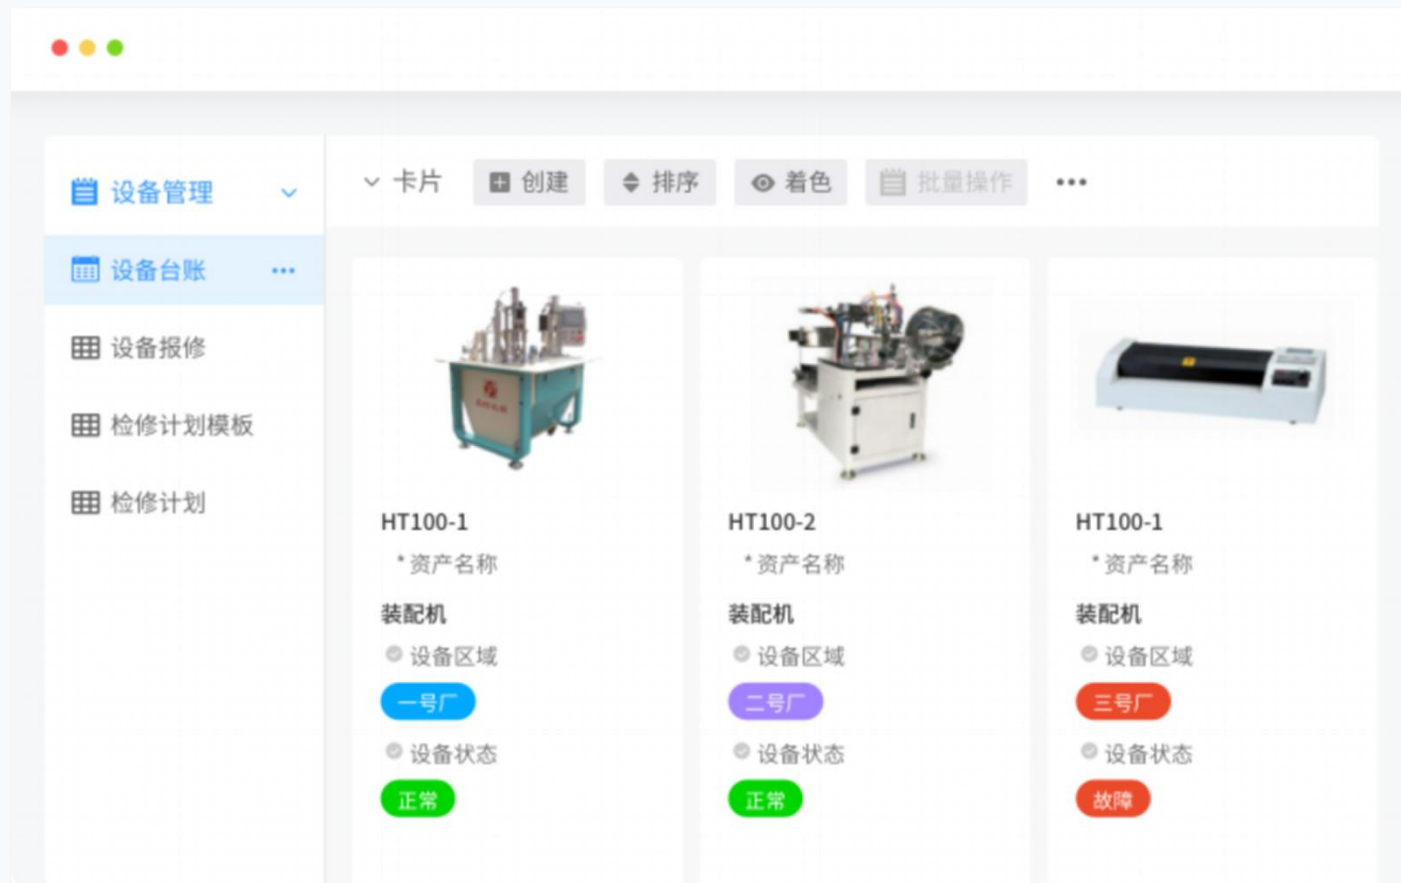 设备管理
设备台账
设备报修
检修计划模板
检修计划
卡片 创建 排序 着色 批量操作
HT100-1
* 资产名称
装配机
设备区域
一号厂
设备状态
正常
HT100-2
* 资产名称
装配机
设备区域
二号厂
设备状态
正常
HT100-1
* 资产名称
装配机
设备区域
三号厂
设备状态
故障